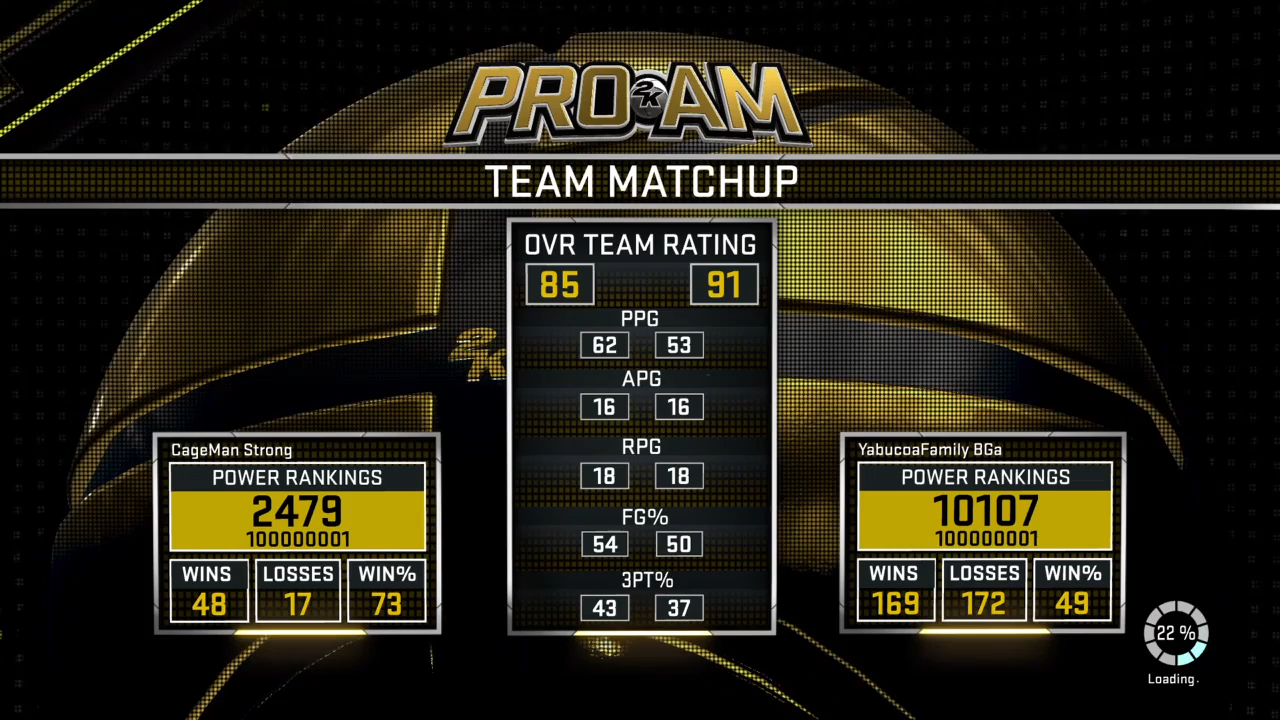 PRO 2K AM
TEAM MATCHUP
OVR TEAM RATING
85 91
PPG
62 53
APG
16 16
RPG
18 18
FG%
54 50
3PT%
43 37
2K
CageMan Strong
POWER RANKINGS
2479
100000001
WINS LOSSES WIN%
48 17 73
YabucoaFamily BGa
POWER RANKINGS
10107
100000001
WINS LOSSES WIN%
169 172 49
22 %
Loading.